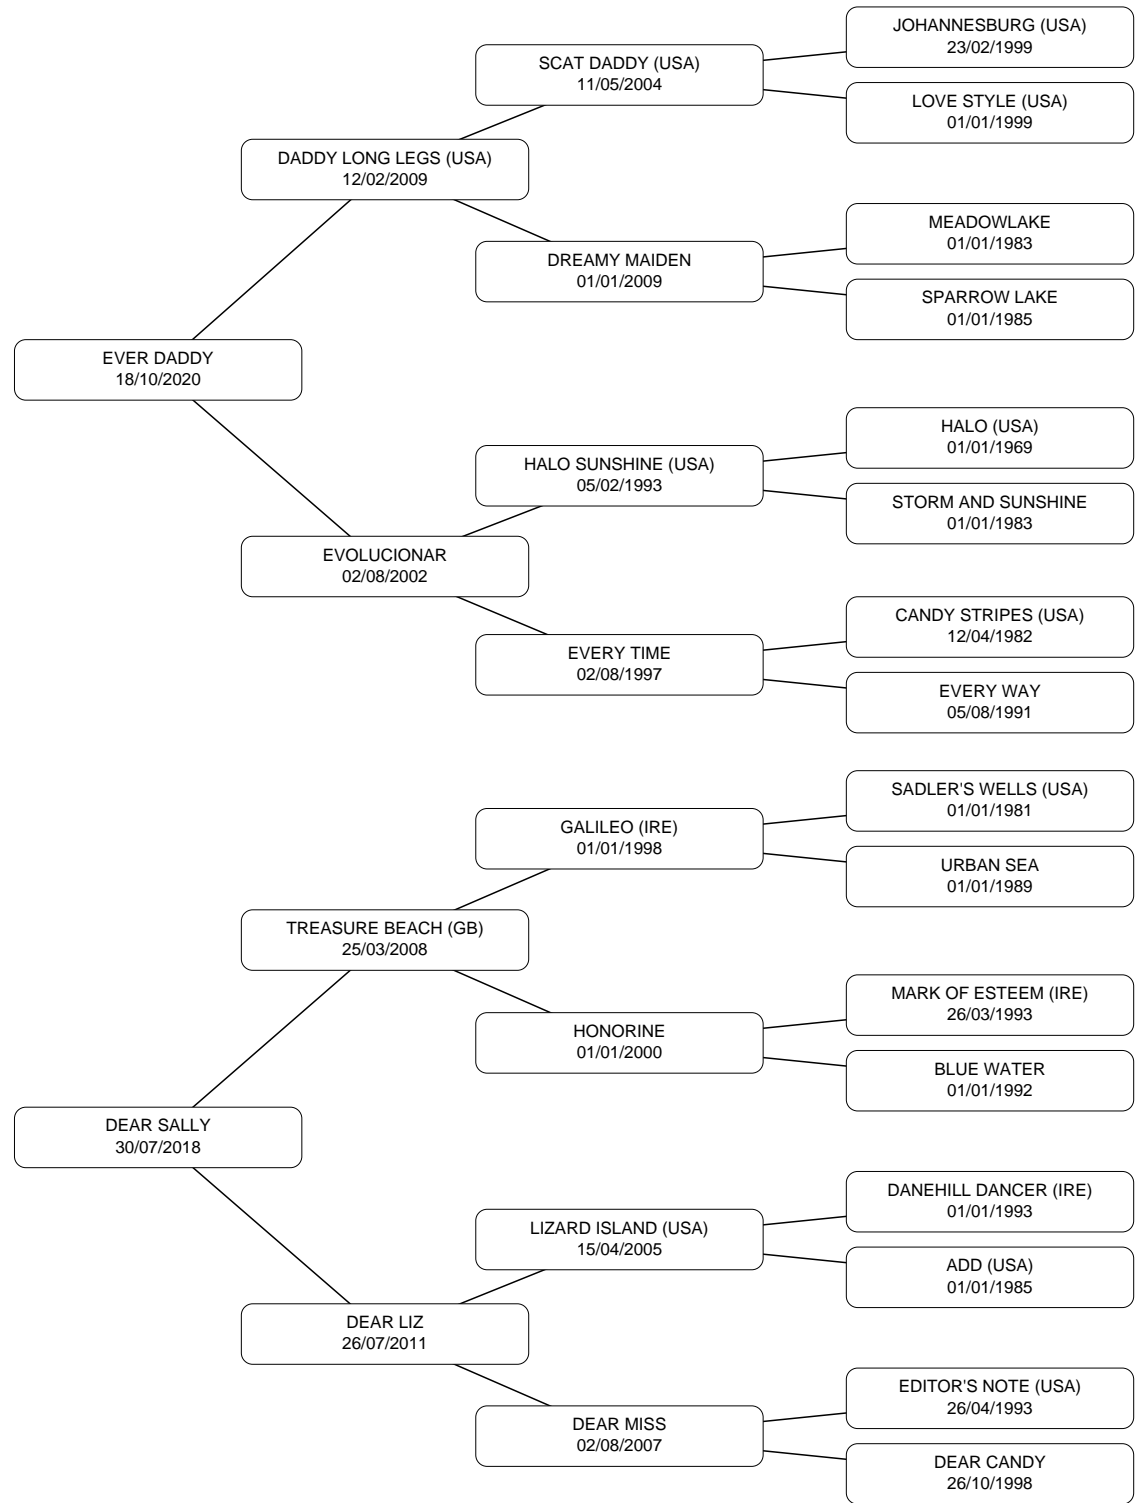 JOHANNESBURG (USA)
23/02/1999
SCAT DADDY (USA)
11/05/2004
LOVE STYLE (USA)
01/01/1999
DADDY LONG LEGS (USA)
12/02/2009
MEADOWLAKE
01/01/1983
DREAMY MAIDEN
01/01/2009
SPARROW LAKE
01/01/1985
EVER DADDY
18/10/2020
HALO (USA)
01/01/1969
HALO SUNSHINE (USA)
05/02/1993
STORM AND SUNSHINE
01/01/1983
EVOLUCIONAR
02/08/2002
CANDY STRIPES (USA)
12/04/1982
EVERY TIME
02/08/1997
EVERY WAY
05/08/1991
SADLER'S WELLS (USA)
01/01/1981
GALILEO (IRE)
01/01/1998
URBAN SEA
01/01/1989
TREASURE BEACH (GB)
25/03/2008
MARK OF ESTEEM (IRE)
26/03/1993
HONORINE
01/01/2000
BLUE WATER
01/01/1992
DEAR SALLY
30/07/2018
DANEHILL DANCER (IRE)
01/01/1993
LIZARD ISLAND (USA)
15/04/2005
ADD (USA)
01/01/1985
DEAR LIZ
26/07/2011
EDITOR'S NOTE (USA)
26/04/1993
DEAR MISS
02/08/2007
DEAR CANDY
26/10/1998